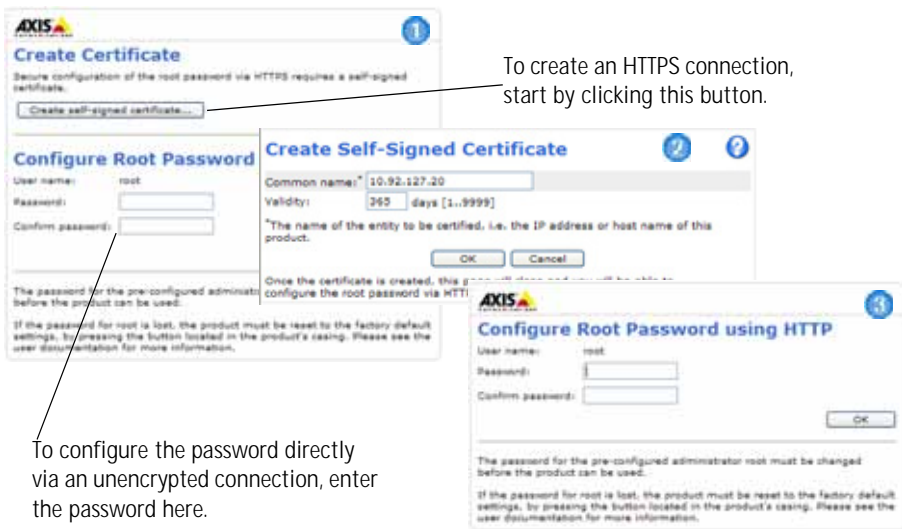 AXIS
1
Create Certificate
Secure configuration of the root password via HTTPS requires a self-signed
certificate.
Create self-signed certificate...
To create an HTTPS connection,
start by clicking this button.
Configure Root Password
User name: root
Password:
Confirm password:
The password for the pre-configured administra
before the product can be used.
If the password for root is lost, the product must be reset to the factory default
settings, by pressing the button located in the product's casing. Please see the
user documentation for more information.
Create Self-Signed Certificate
2
?
Common name:* 10.92.127.20
Validity: 365 days [1..9999]
*The name of the entity to be certified, i.e. the IP address or host name of this
product.
OK Cancel
Once the certificate is created, this page will close and you will be able to
configure the root password via HTT
AXIS
3
Configure Root Password using HTTP
User name: root
Password:
Confirm password:
OK
The password for the pre-configured administrator root must be changed
before the product can be used.
If the password for root is lost, the product must be reset to the factory default
settings, by pressing the button located in the product's casing. Please see the
user documentation for more information.
To configure the password directly
via an unencrypted connection, enter
the password here.